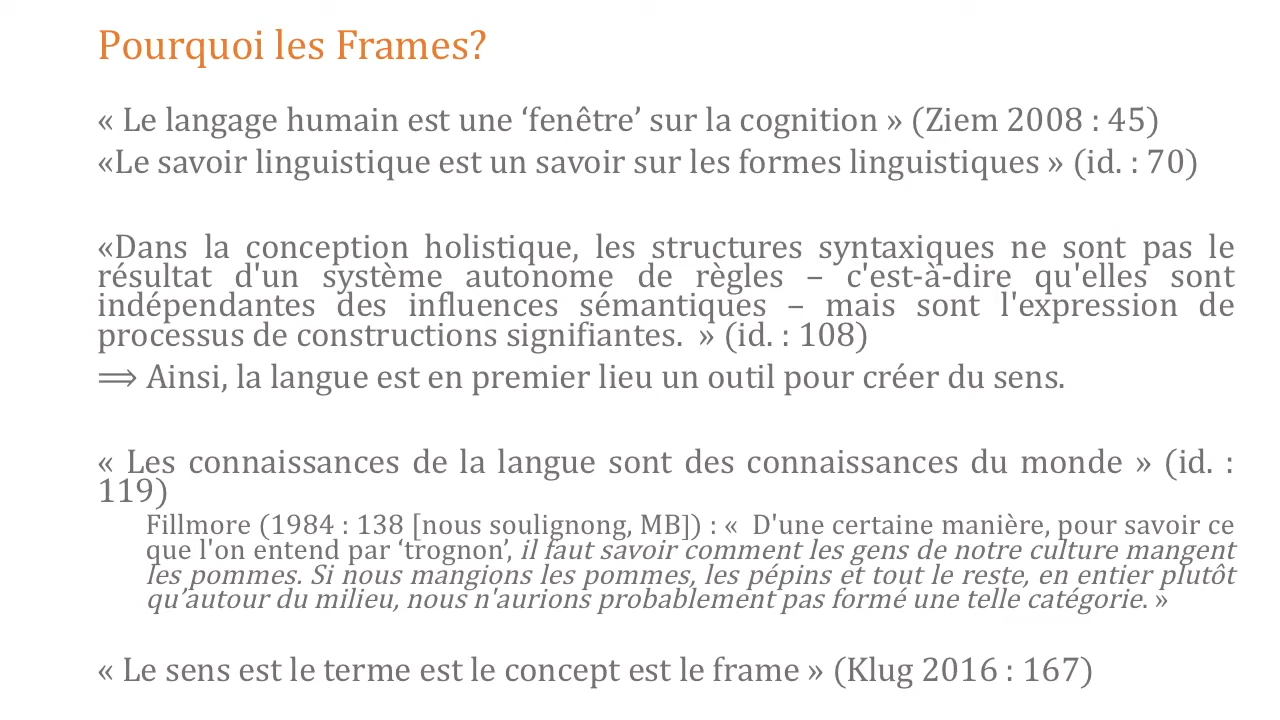 Pourquoi les Frames?
« Le langage humain est une ‘fenêtre’ sur la cognition » (Ziem 2008 : 45)
«Le savoir linguistique est un savoir sur les formes linguistiques » (id. : 70)
«Dans la conception holistique, les structures syntaxiques ne sont pas le
résultat d'un système autonome de règles – c'est-à-dire qu'elles sont
indépendantes des influences sémantiques – mais sont l'expression de
processus de constructions signifiantes.  » (id. : 108)
⟹ Ainsi, la langue est en premier lieu un outil pour créer du sens.
« Les connaissances de la langue sont des connaissances du monde » (id. :
119)
Fillmore (1984 : 138 [nous soulignong, MB]) : «  D'une certaine manière, pour savoir ce
que l'on entend par ‘trognon’, il faut savoir comment les gens de notre culture mangent
les pommes. Si nous mangions les pommes, les pépins et tout le reste, en entier plutôt
qu’autour du milieu, nous n'aurions probablement pas formé une telle catégorie. »
« Le sens est le terme est le concept est le frame » (Klug 2016 : 167)